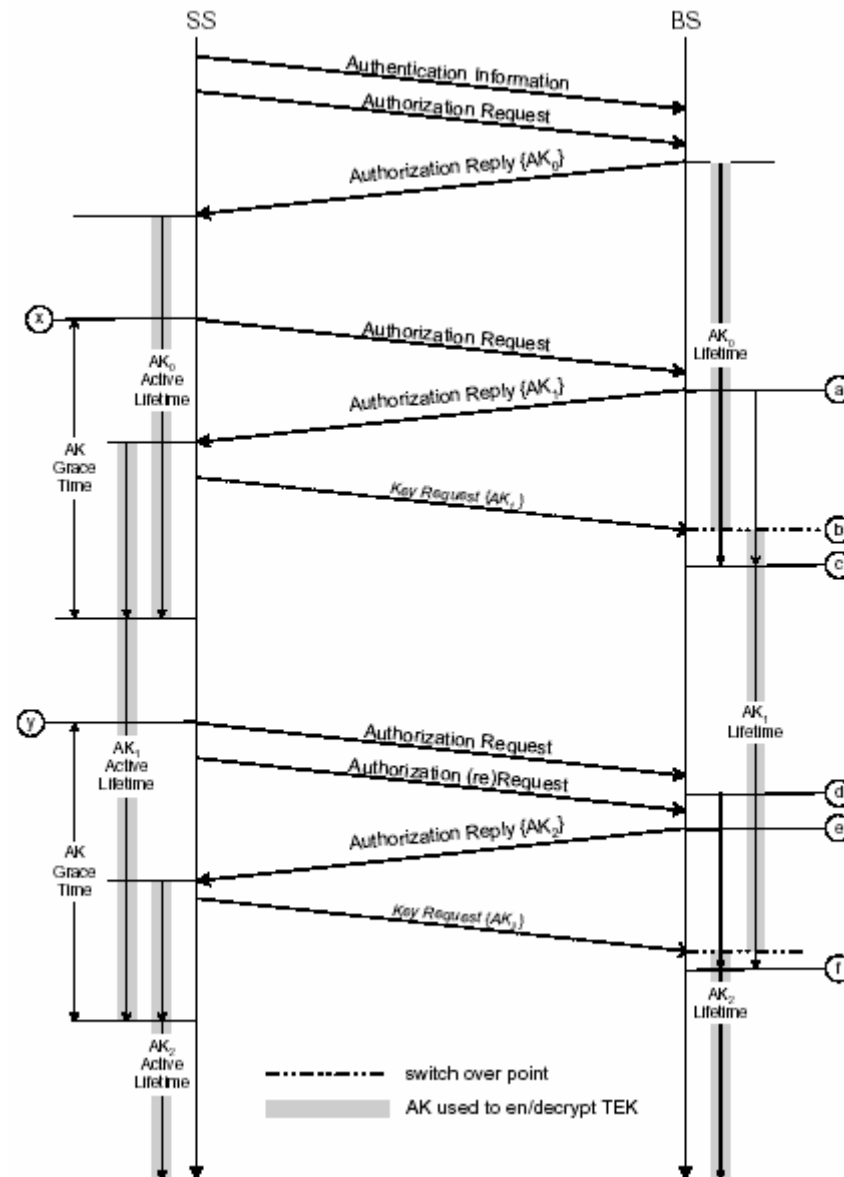 SS BS
Authentication Information
Authorization Request
Authorization Reply {AK0}
x
Authorization Request
AK0
Lifetime
AK0
Active
Lifetime
Authorization Reply {AK1}
a
AK
Grace
Time
Key Request {AK1}
b
c
y
Authorization Request
AK1
Lifetime
AK1
Active
Lifetime
Authorization (re)Request
d
Authorization Reply {AK2}
e
AK
Grace
Time
Key Request {AK2}
f
AK2
Lifetime
AK2
Active
Lifetime
switch over point
AK used to en/decrypt TEK